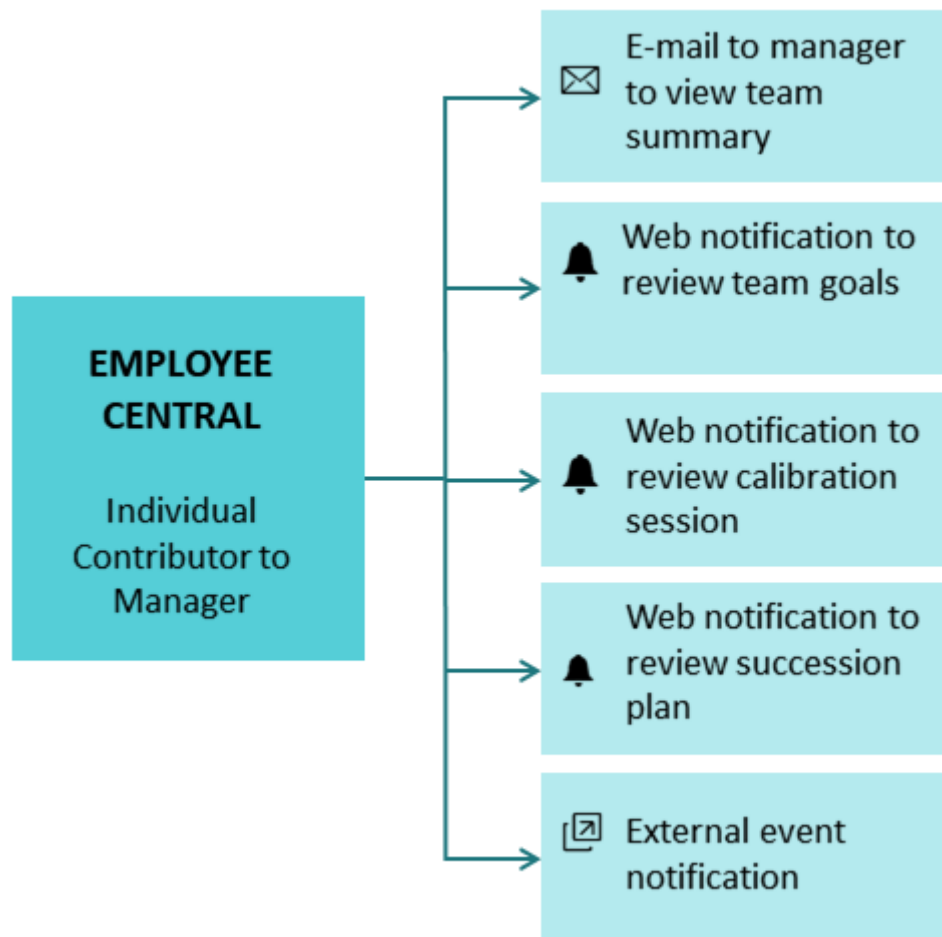 EMPLOYEE
CENTRAL
Individual
Contributor to
Manager
E-mail to manager
to view team
summary
Web notification to
review team goals
Web notification to
review calibration
session
Web notification to
review succession
plan
External event
notification